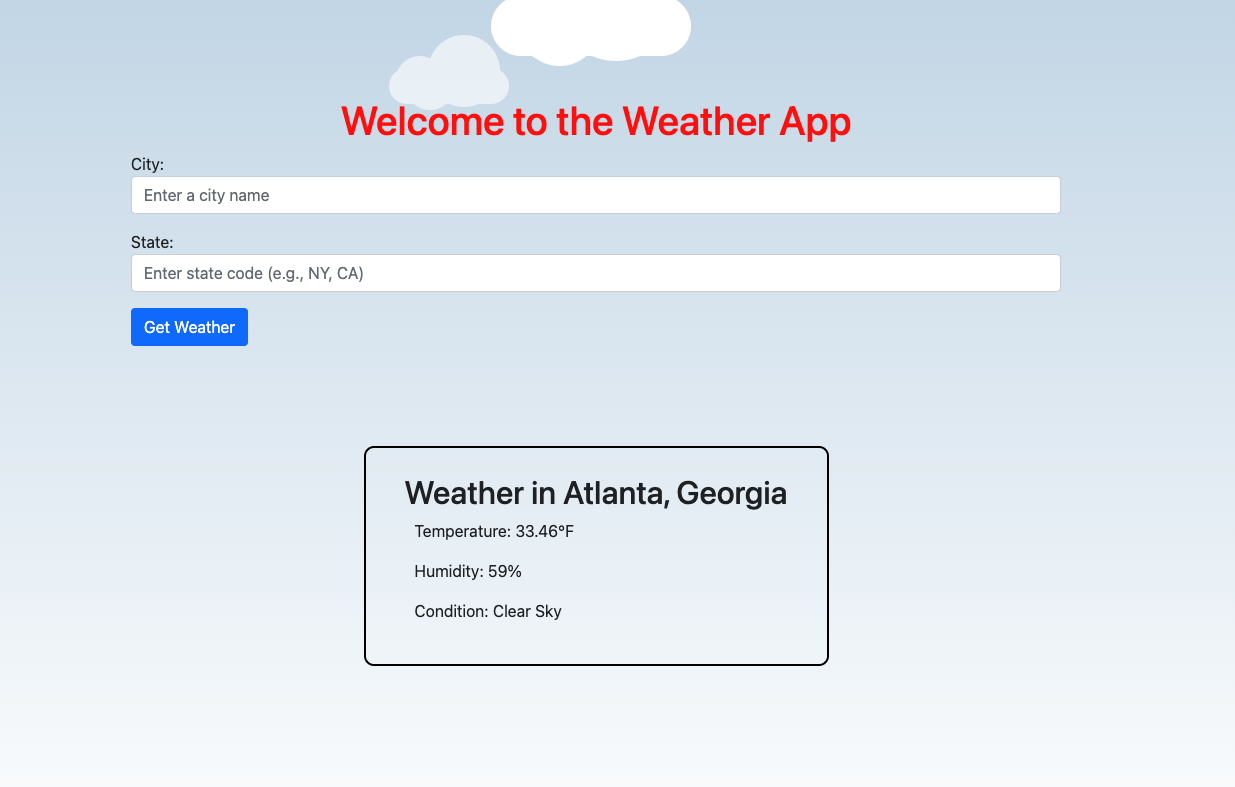 Welcome to the Weather App
City:
Enter a city name
State:
Enter state code (e.g., NY, CA)
Get Weather
Weather in Atlanta, Georgia
Temperature: 33.46°F
Humidity: 59%
Condition: Clear Sky